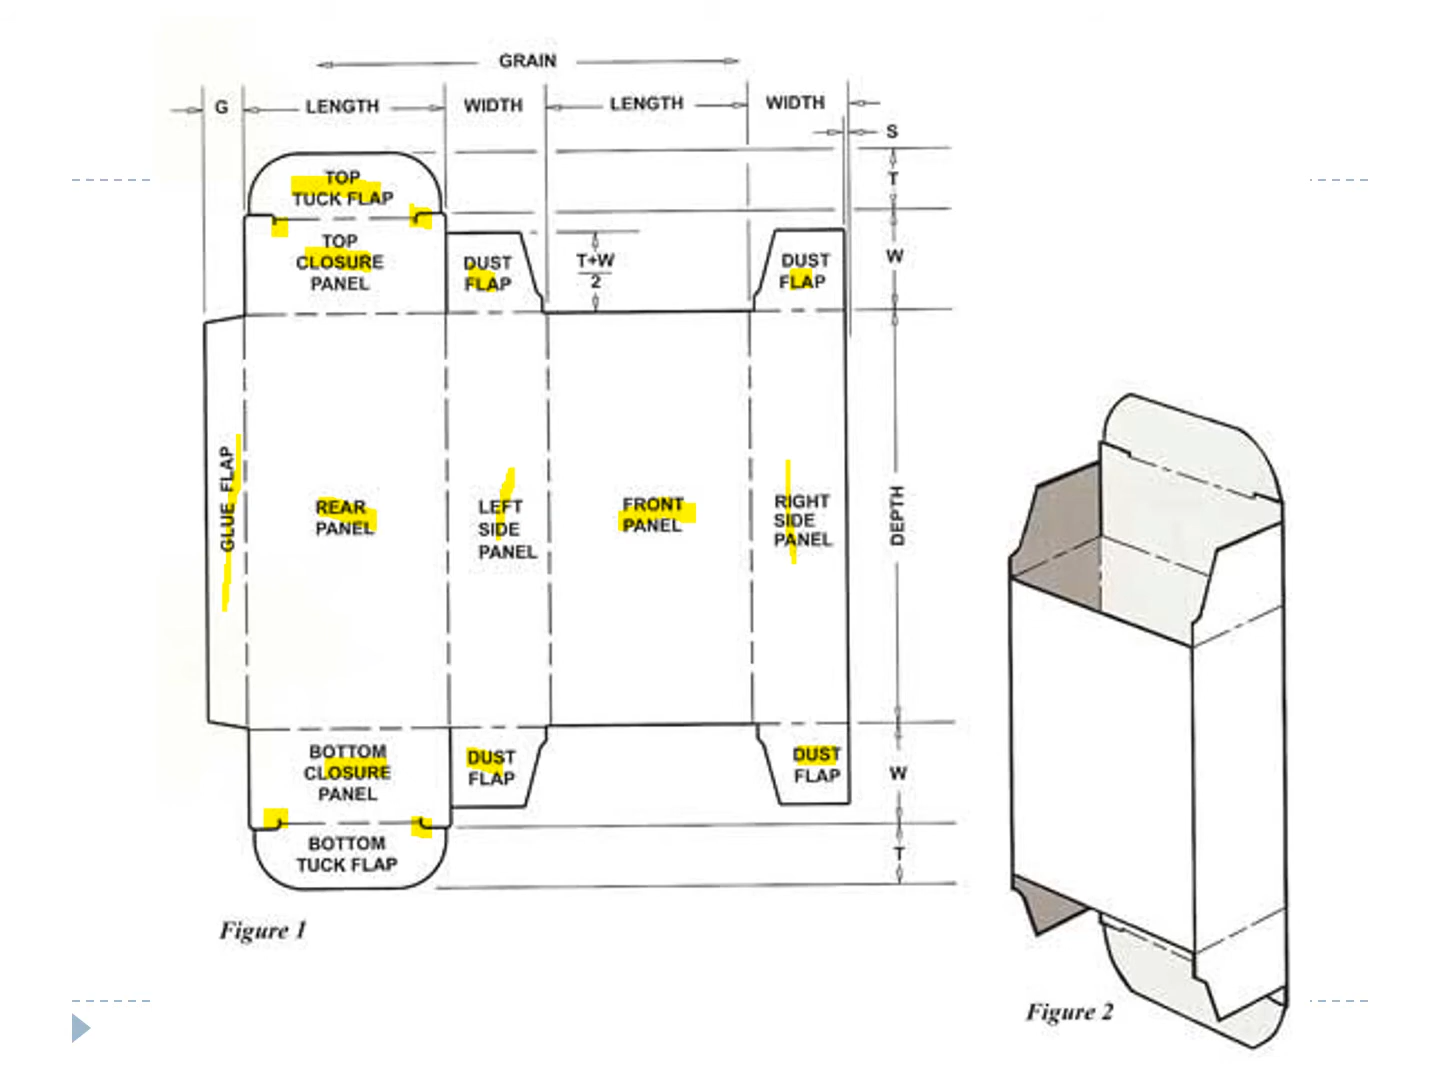 GRAIN
G
LENGTH
WIDTH
LENGTH
WIDTH
S
TOP
TUCK FLAP
T
TOP
CLOSURE
PANEL
DUST
FLAP
T+W
2
DUST
FLAP
W
GLUE FLAP
REAR
PANEL
LEFT
SIDE
PANEL
FRONT
PANEL
RIGHT
SIDE
PANEL
DEPTH
BOTTOM
CLOSURE
PANEL
DUST
FLAP
DUST
FLAP
W
BOTTOM
TUCK FLAP
T
Figure 1
Figure 2